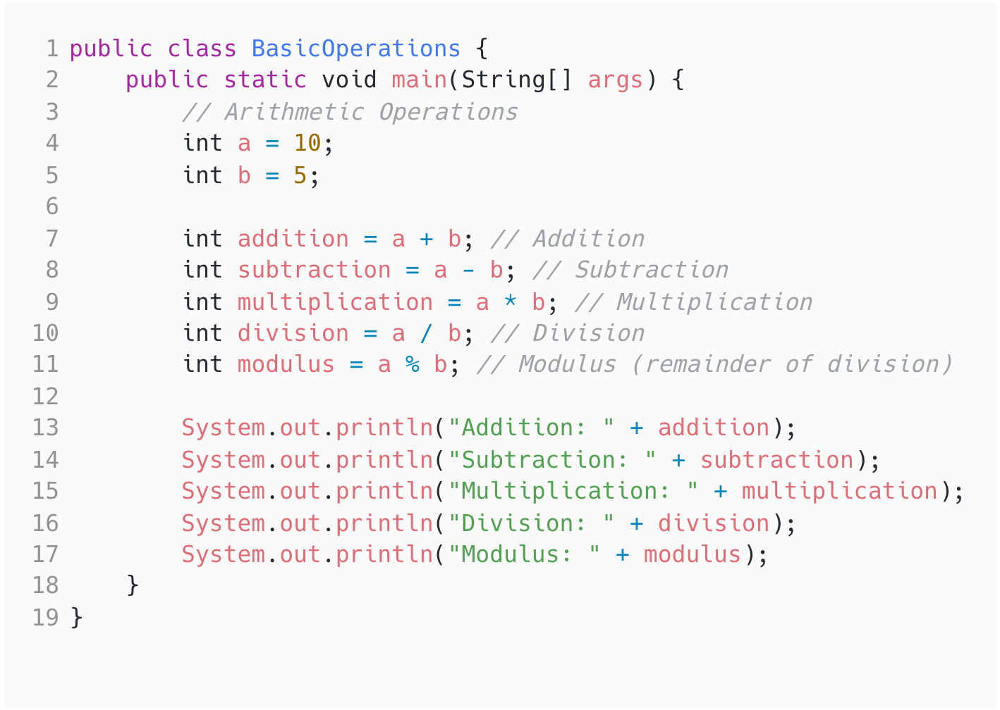 1 public class BasicOperations {
2     public static void main(String[] args) {
3         // Arithmetic Operations
4         int a = 10;
5         int b = 5;
6
7         int addition = a + b; // Addition
8         int subtraction = a - b; // Subtraction
9         int multiplication = a * b; // Multiplication
10         int division = a / b; // Division
11         int modulus = a % b; // Modulus (remainder of division)
12
13         System.out.println("Addition: " + addition);
14         System.out.println("Subtraction: " + subtraction);
15         System.out.println("Multiplication: " + multiplication);
16         System.out.println("Division: " + division);
17         System.out.println("Modulus: " + modulus);
18     }
19 }